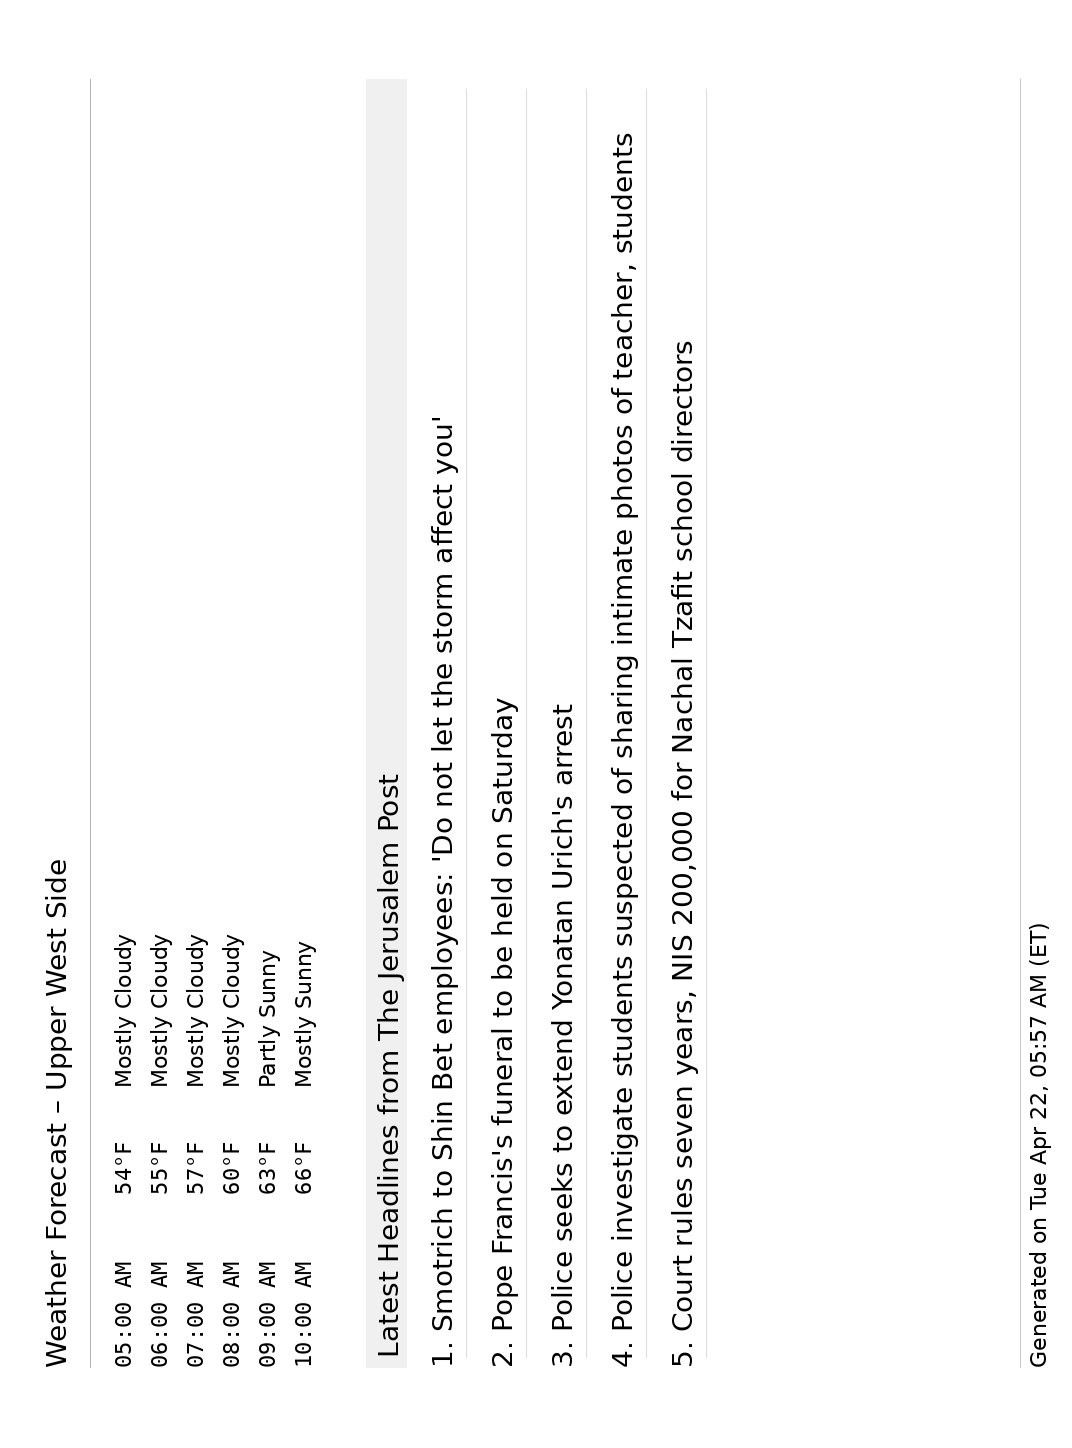 Weather Forecast – Upper West Side
05:00 AM 54°F Mostly Cloudy
06:00 AM 55°F Mostly Cloudy
07:00 AM 57°F Mostly Cloudy
08:00 AM 60°F Mostly Cloudy
09:00 AM 63°F Partly Sunny
10:00 AM 66°F Mostly Sunny
Latest Headlines from The Jerusalem Post
1. Smotrich to Shin Bet employees: 'Do not let the storm affect you'
2. Pope Francis's funeral to be held on Saturday
3. Police seeks to extend Yonatan Urich's arrest
4. Police investigate students suspected of sharing intimate photos of teacher, students
5. Court rules seven years, NIS 200,000 for Nachal Tzafit school directors
Generated on Tue Apr 22, 05:57 AM (ET)